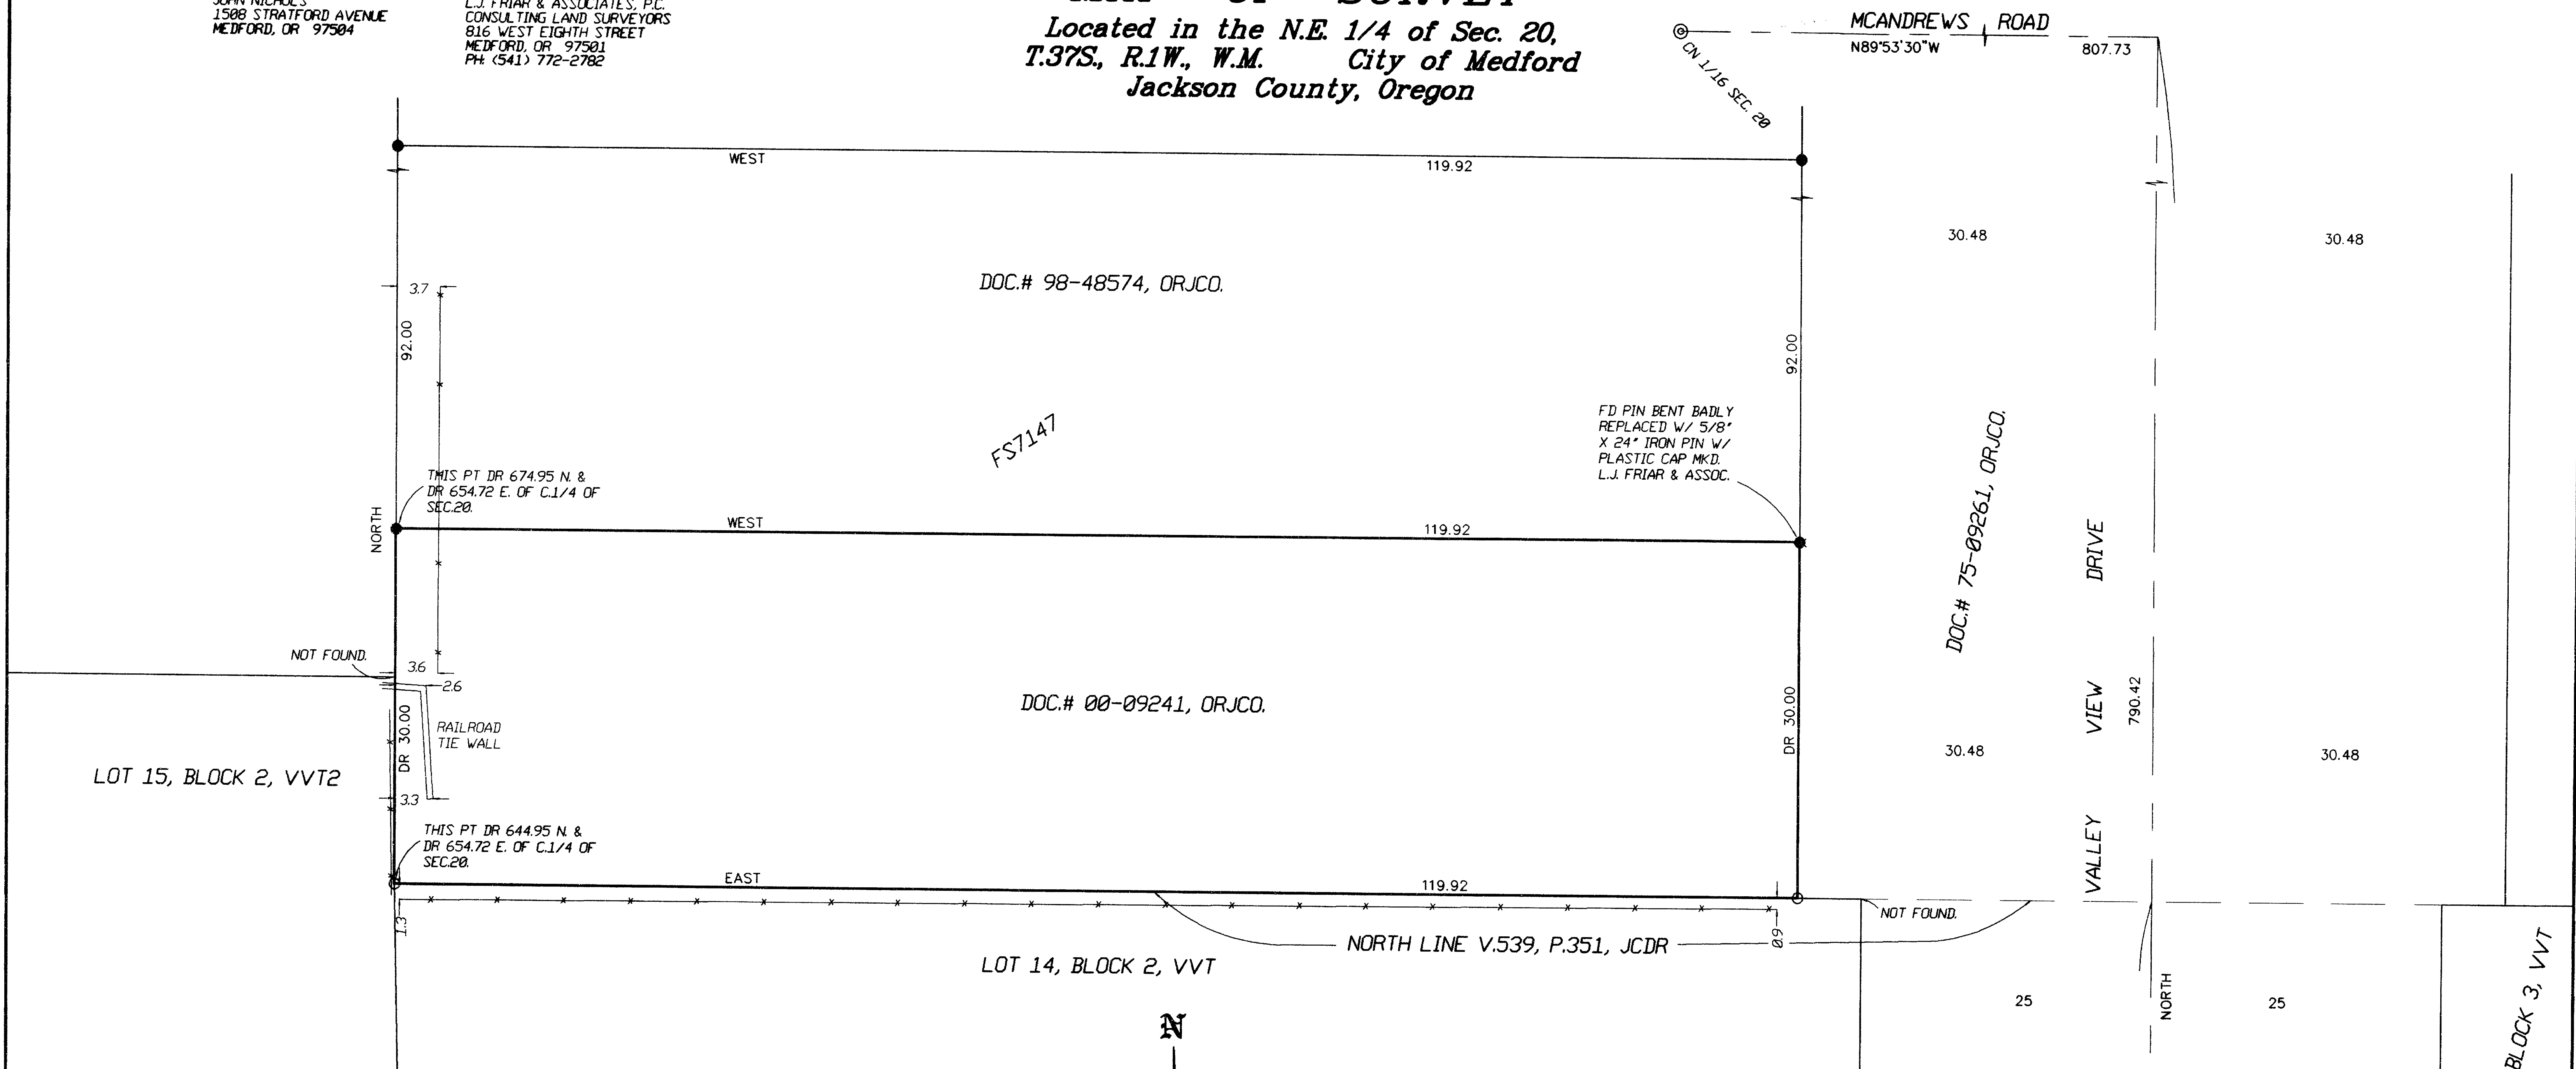 JOHN NICHOLS
1508 STRATFORD AVENUE
MEDFORD, OR 97504
L.J. FRIAR & ASSOCIATES, P.C.
CONSULTING LAND SURVEYORS
816 WEST EIGHTH STREET
MEDFORD, OR 97501
PH: (541) 772-2782
OF SURVEY
Located in the N.E. 1/4 of Sec. 20,
T.37S., R.1W., W.M. City of Medford
Jackson County, Oregon
MCANDREWS ROAD
N89°53'30"W 807.73
CN 1/16 SEC. 20
WEST 119.92
30.48
30.48
3.7
DOC.# 98-48574, ORJCO.
92.00
92.00
FS7147
FD PIN BENT BADLY
REPLACED W/ 5/8"
X 24" IRON PIN W/
PLASTIC CAP MKD.
L.J. FRIAR & ASSOC.
DOC.# 75-09261, ORJCO.
THIS PT DR 674.95 N. &
DR 654.72 E. OF C.1/4 OF
SEC.20.
NORTH
WEST 119.92
VALLEY VIEW DRIVE
790.42
NOT FOUND.
3.6
2.6
DR 30.00
RAILROAD
TIE WALL
3.3
DOC.# 00-09241, ORJCO.
DR 30.00
30.48
30.48
LOT 15, BLOCK 2, VVT2
THIS PT DR 644.95 N. &
DR 654.72 E. OF C.1/4 OF
SEC.20.
EAST 119.92
1.3
0.9
NOT FOUND.
NORTH LINE V.539, P.351, JCDR
LOT 14, BLOCK 2, VVT
N
25
NORTH
25
BLOCK 3, VVT